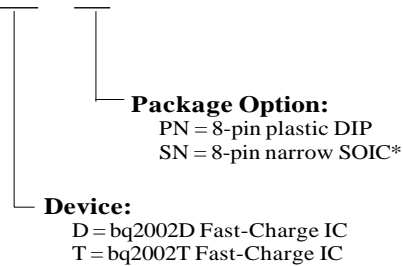 Package Option:
PN = 8-pin plastic DIP
SN = 8-pin narrow SOIC*
Device:
D = bq2002D Fast-Charge IC
T = bq2002T Fast-Charge IC